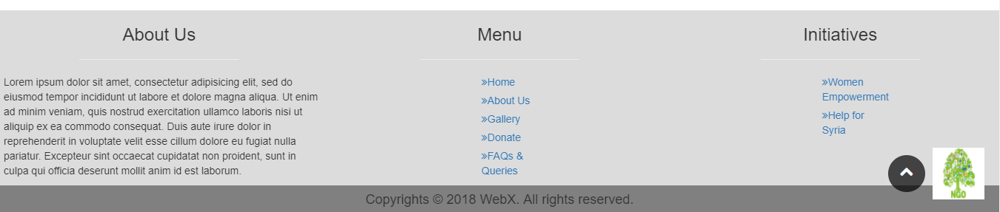 About Us
Lorem ipsum dolor sit amet, consectetur adipisicing elit, sed do
eiusmod tempor incididunt ut labore et dolore magna aliqua. Ut enim
ad minim veniam, quis nostrud exercitation ullamco laboris nisi ut
aliquip ex ea commodo consequat. Duis aute irure dolor in
reprehenderit in voluptate velit esse cillum dolore eu fugiat nulla
pariatur. Excepteur sint occaecat cupidatat non proident, sunt in
culpa qui officia deserunt mollit anim id est laborum.
Menu
»Home
»About Us
»Gallery
»Donate
»FAQs &
Queries
Initiatives
»Women
Empowerment
»Help for
Syria
NGO
Copyrights © 2018 WebX. All rights reserved.